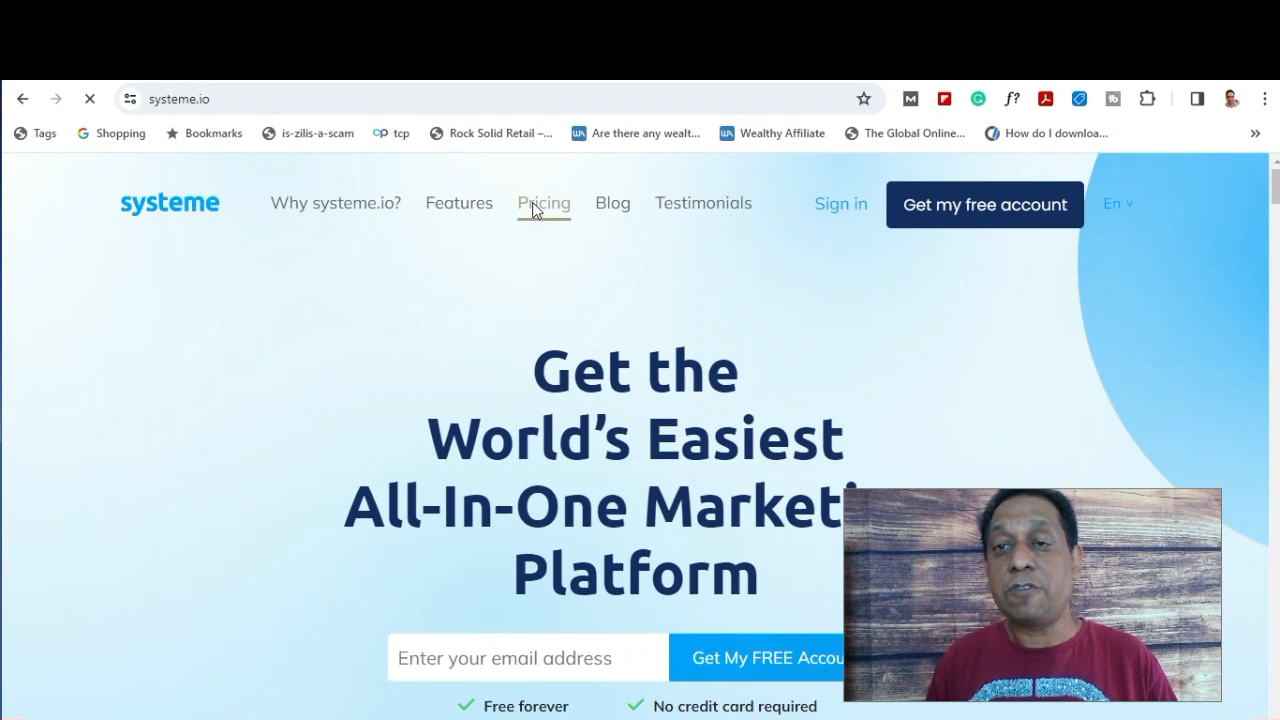 systeme.io
Tags Shopping Bookmarks is-zilis-a-scam tcp Rock Solid Retail –... Are there any wealt... Wealthy Affiliate The Global Online... How do I downloa... »
systeme Why systeme.io? Features Pricing Blog Testimonials Sign in Get my free account En
Get the
World's Easiest
All-In-One Marketi
Platform
Enter your email address Get My FREE Accou
Free forever No credit card required